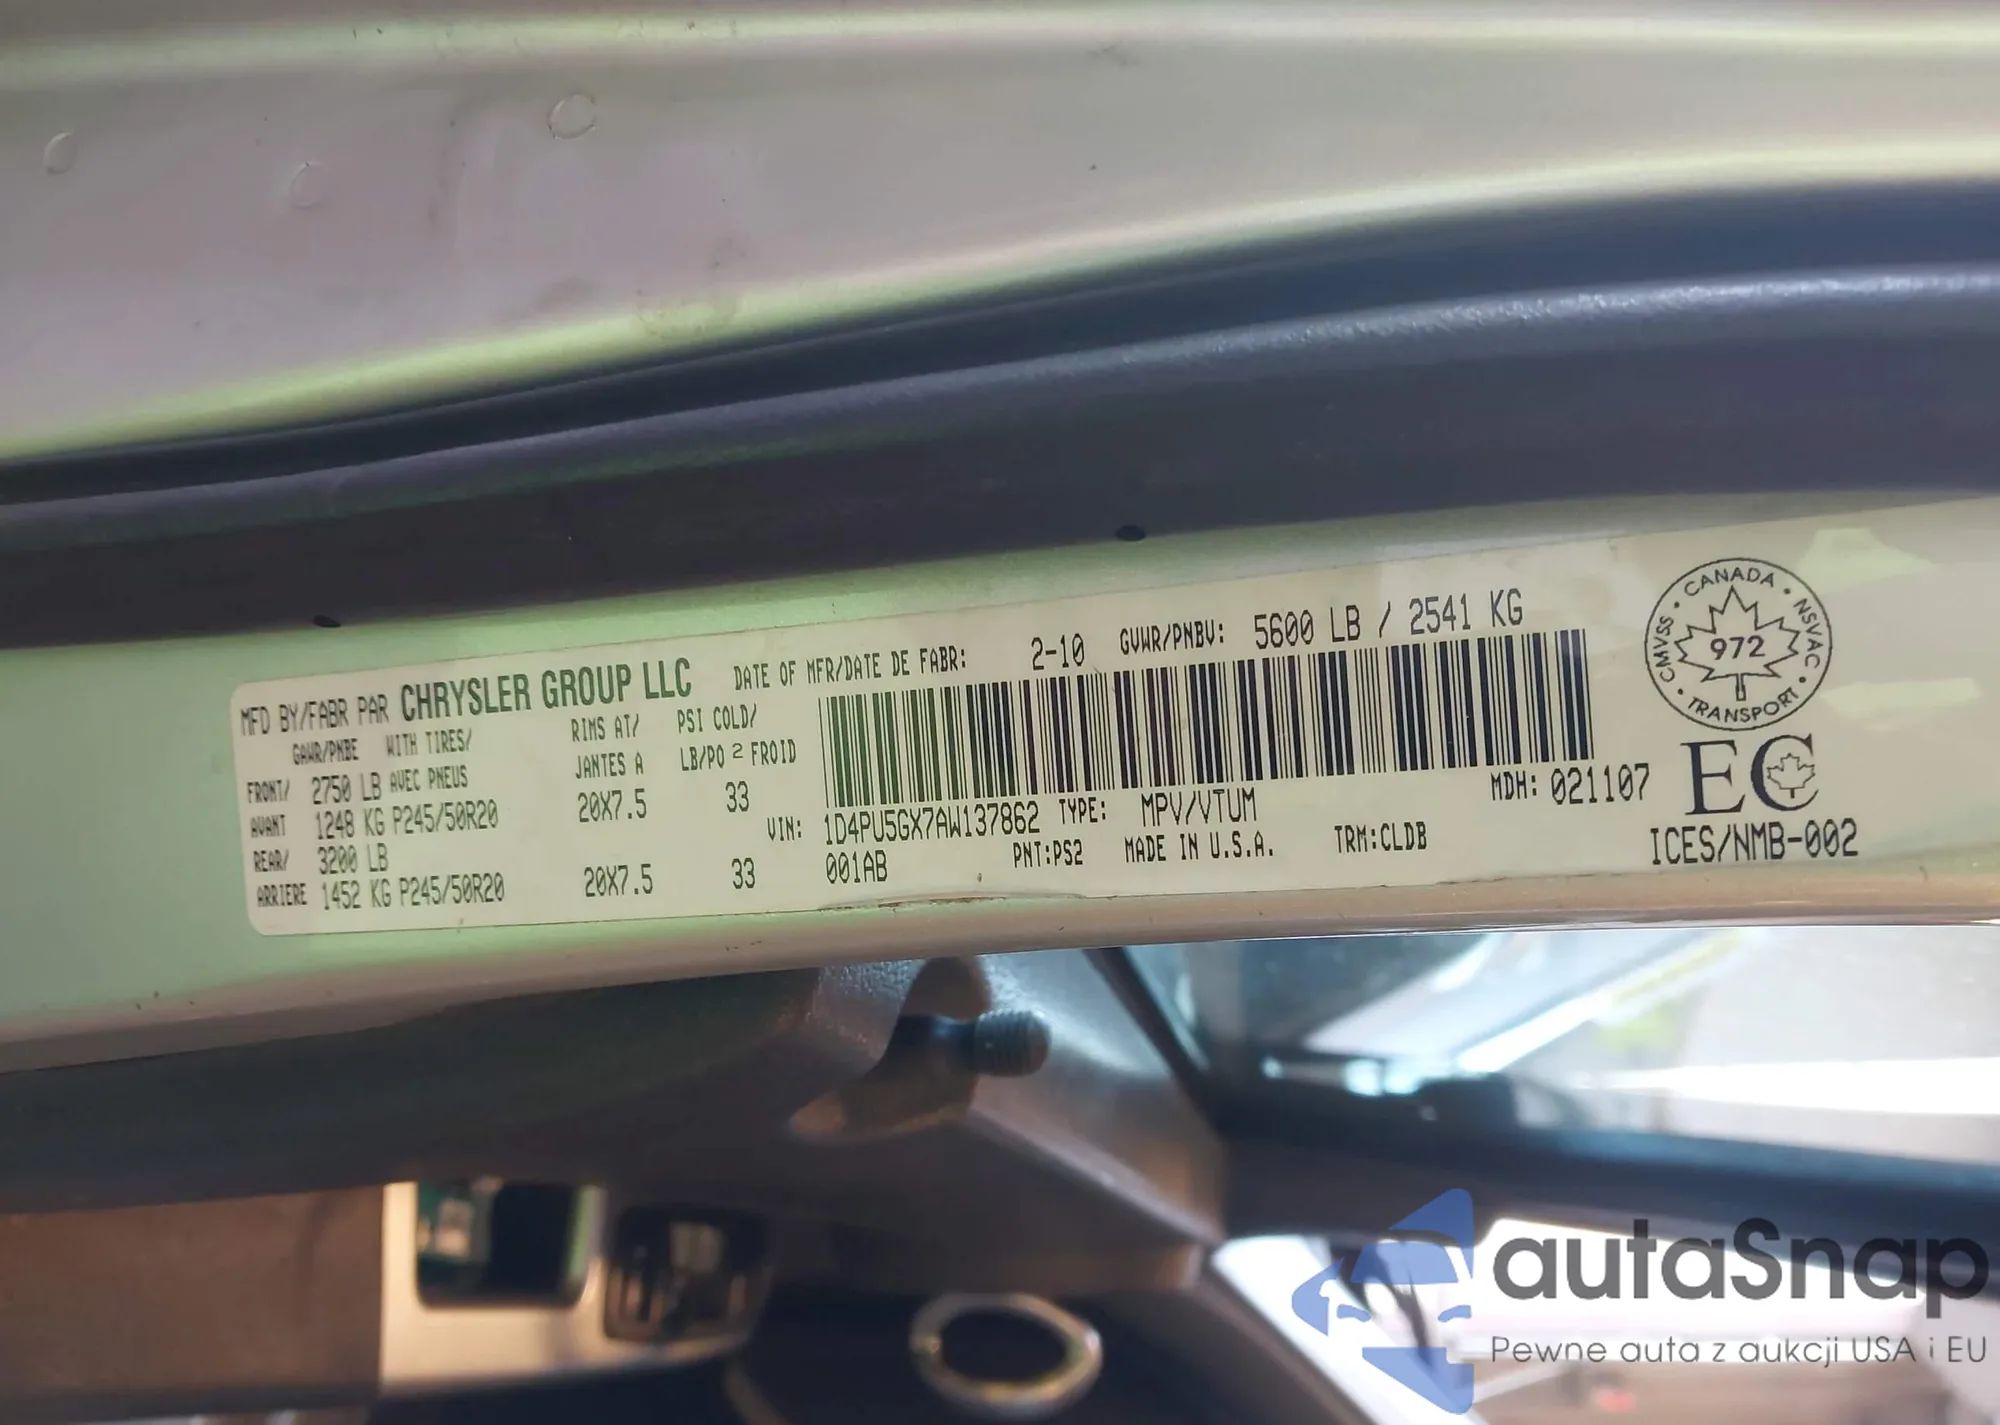 MFD BY/FABR PAR CHRYSLER GROUP LLC DATE OF MFR/DATE DE FABR: 2-10 GVWR/PNBV: 5600 LB / 2541 KG
GAWR/PNBE WITH TIRES/ RIMS AT/ PSI COLD/
AVEC PNEUS JANTES A LB/PO 2 FROID
FRONT/ 2750 LB
AVANT 1248 KG P245/50R20 20X7.5 33
REAR/ 3200 LB
ARRIERE 1452 KG P245/50R20 20X7.5 33
MDH: 021107
VIN: 1D4PU5GX7AW137862 TYPE: MPV/VTUM
001AB PNT:PS2 MADE IN U.S.A. TRM:CLDB
CANADA • NSVAC • TRANSPORT • CMVSS •
972
EC
ICES/NMB-002
autaSnap
Pewne auta z aukcji USA i EU